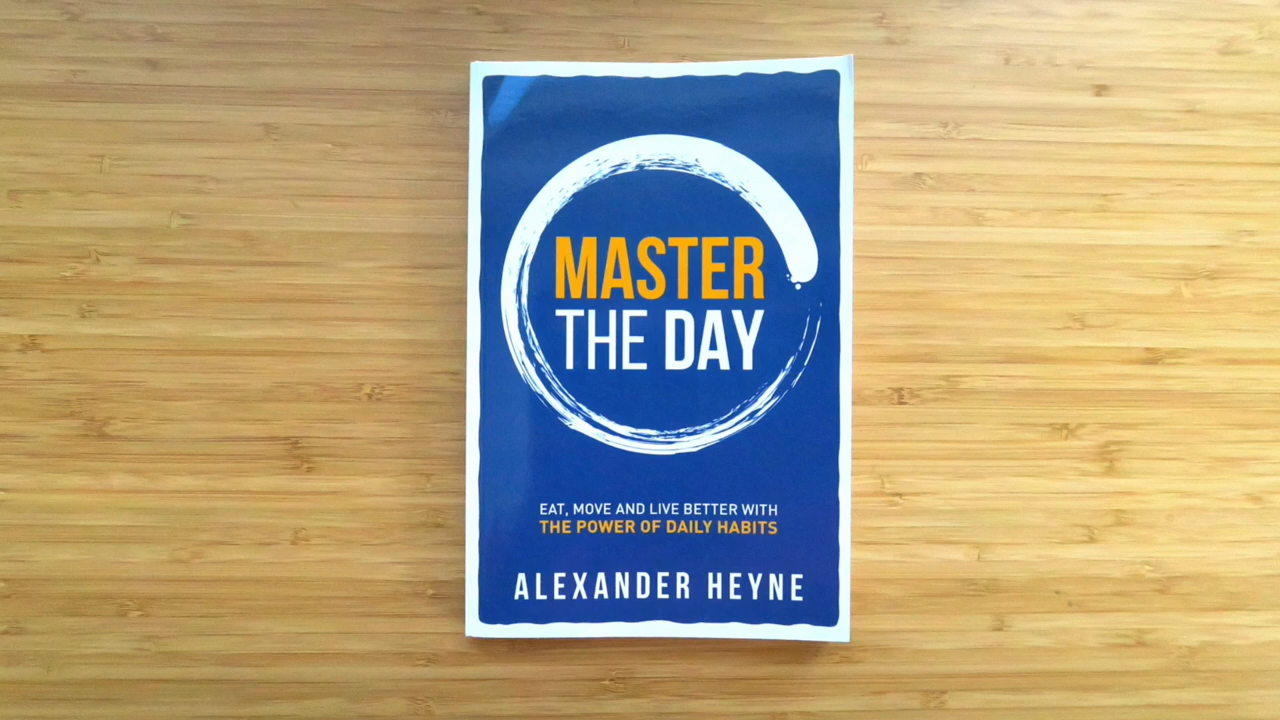 MASTER
THE DAY
EAT, MOVE AND LIVE BETTER WITH
THE POWER OF DAILY HABITS
ALEXANDER HEYNE